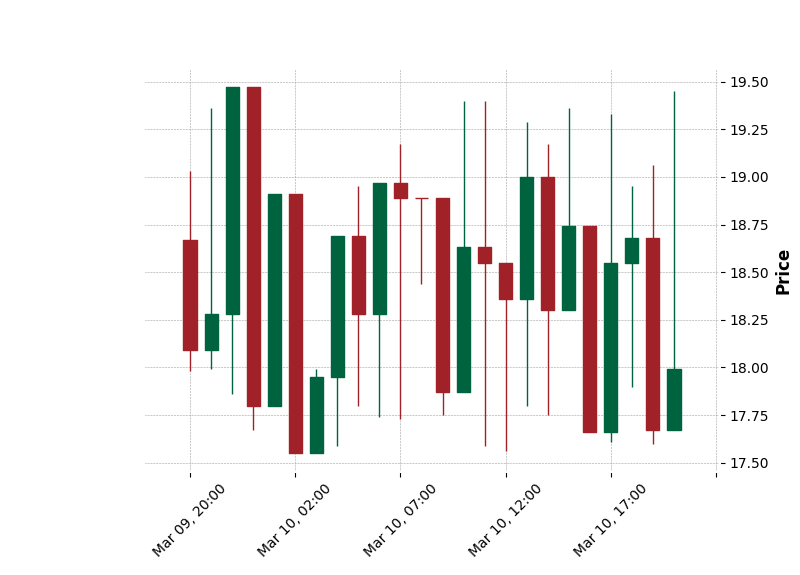 19.50
19.25
19.00
18.75
18.50
18.25
18.00
17.75
17.50
Price
Mar 09, 20:00
Mar 10, 02:00
Mar 10, 07:00
Mar 10, 12:00
Mar 10, 17:00